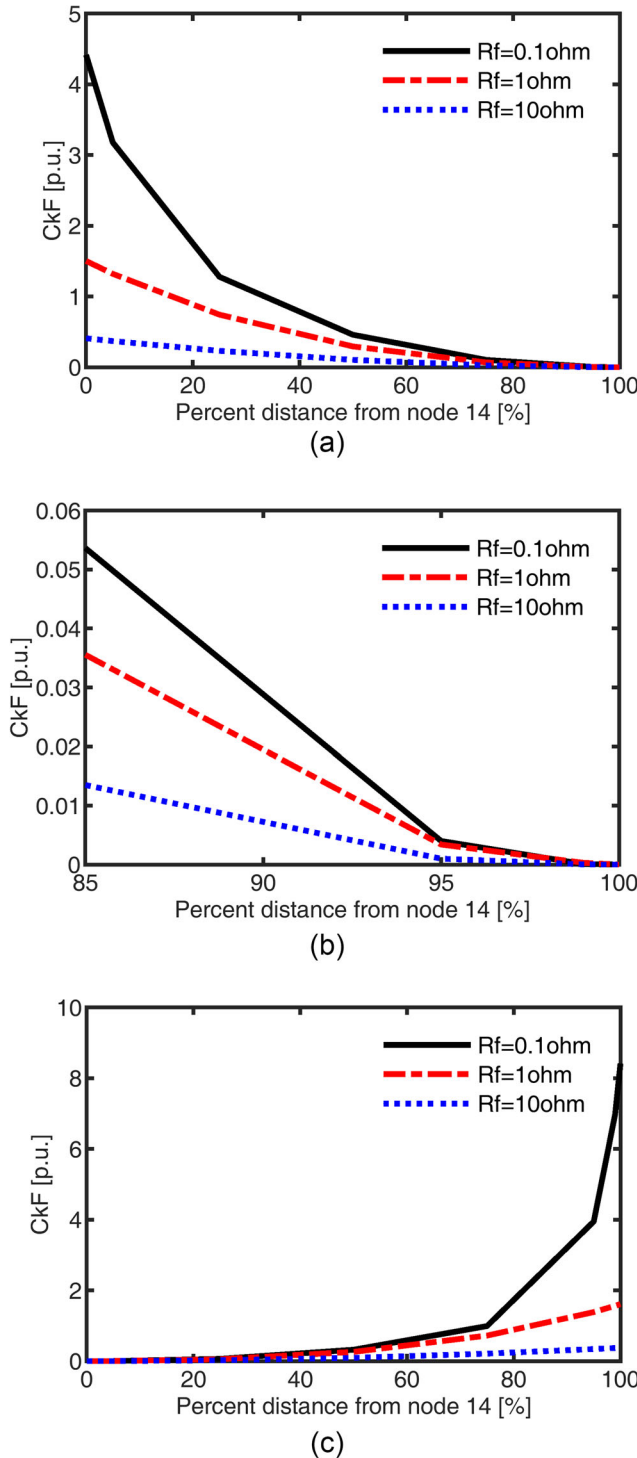 5
4
3
2
1
0
CkF [p.u.]
Rf=0.1ohm
Rf=1ohm
Rf=10ohm
0 20 40 60 80 100
Percent distance from node 14 [%]
(a)
0.06
0.05
0.04
0.03
0.02
0.01
0
CkF [p.u.]
Rf=0.1ohm
Rf=1ohm
Rf=10ohm
85 90 95 100
Percent distance from node 14 [%]
(b)
10
8
6
4
2
0
CkF [p.u.]
Rf=0.1ohm
Rf=1ohm
Rf=10ohm
0 20 40 60 80 100
Percent distance from node 14 [%]
(c)